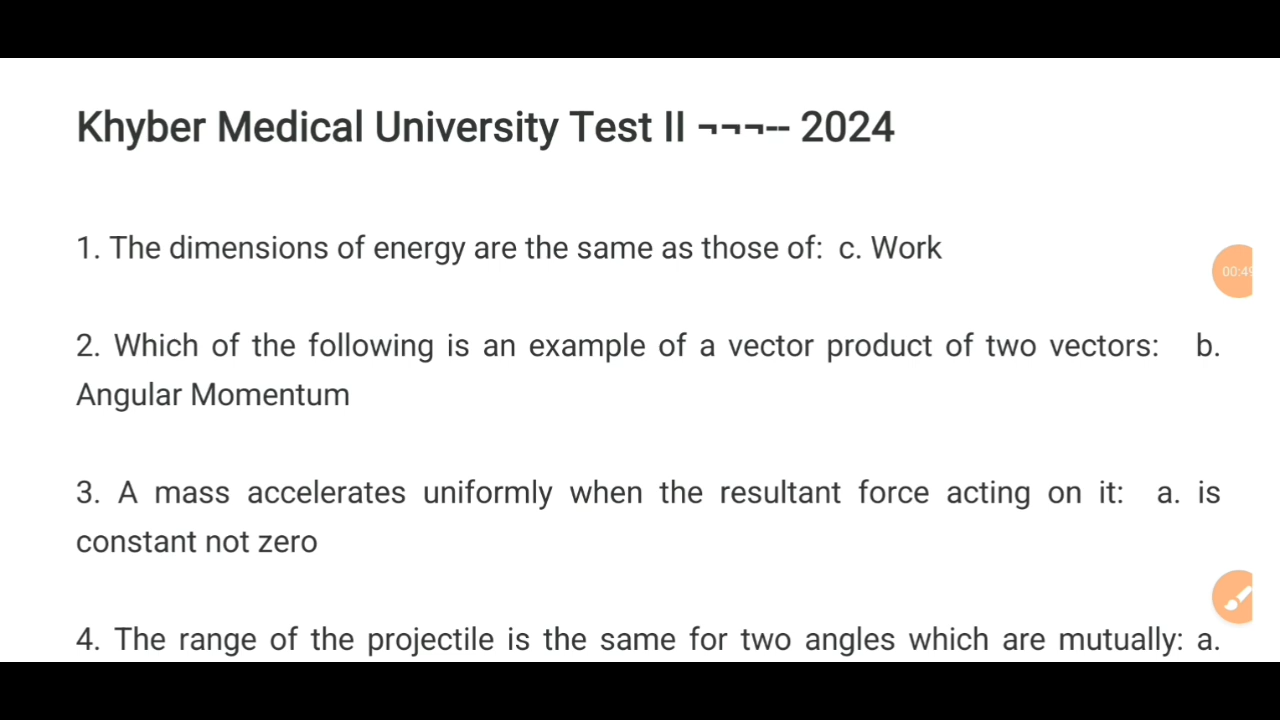 Khyber Medical University Test II ¬¬¬-- 2024
1. The dimensions of energy are the same as those of: c. Work
00:49
2. Which of the following is an example of a vector product of two vectors: b.
Angular Momentum
3. A mass accelerates uniformly when the resultant force acting on it: a. is
constant not zero
4. The range of the projectile is the same for two angles which are mutually: a.